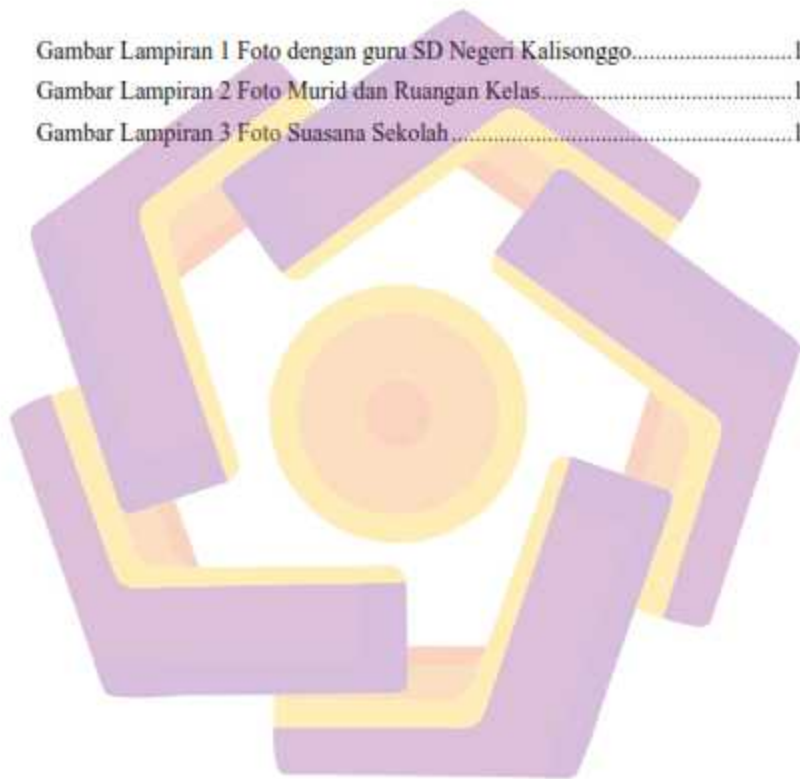 Gambar Lampiran 1 Foto dengan guru SD Negeri Kalisonggo............................1
Gambar Lampiran 2 Foto Murid dan Ruangan Kelas............................................1
Gambar Lampiran 3 Foto Suasana Sekolah...........................................................1